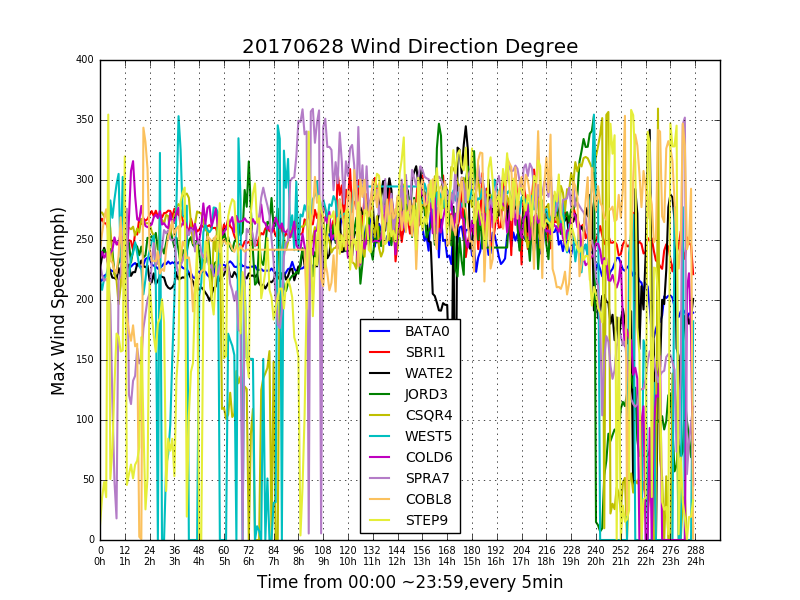 20170628 Wind Direction Degree
Max Wind Speed(mph)
400
350
300
250
200
150
100
50
0
BATA0
SBRI1
WATE2
JORD3
CSQR4
WEST5
COLD6
SPRA7
COBL8
STEP9
0 12 24 36 48 60 72 84 96 108 120 132 144 156 168 180 192 204 216 228 240 252 264 276 288
0h 1h 2h 3h 4h 5h 6h 7h 8h 9h 10h 11h 12h 13h 14h 15h 16h 17h 18h 19h 20h 21h 22h 23h 24h
Time from 00:00 ~23:59,every 5min